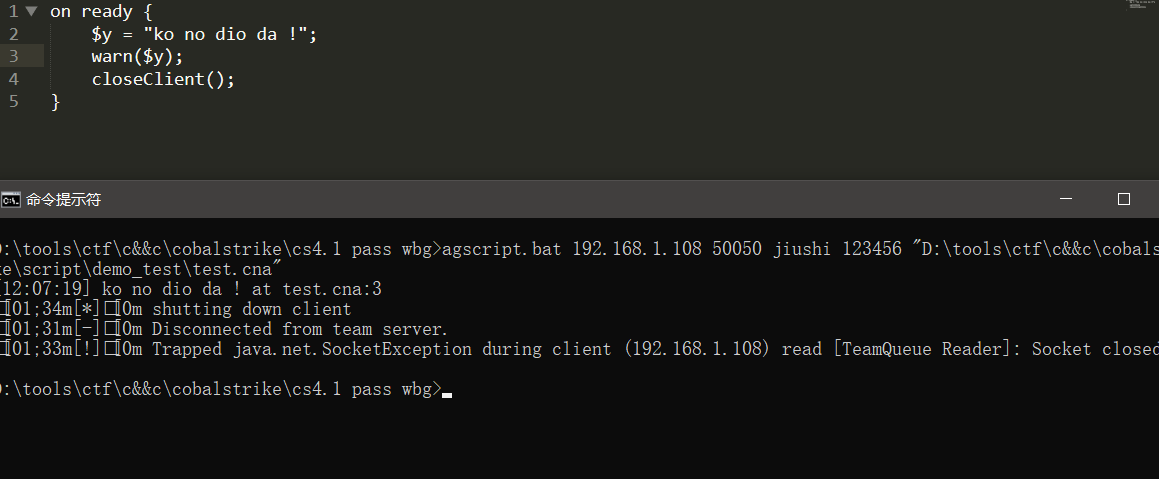 1 on ready {
2 $y = "ko no dio da !";
3 warn($y);
4 closeClient();
5 }
命令提示符
D:\tools\ctf\c&&c\cobalstrike\cs4.1 pass wbg>agscript.bat 192.168.1.108 50050 jiushi 123456 "D:\tools\ctf\c&&c\cobals
ke\script\demo_test\test.cna"
[12:07:19] ko no dio da ! at test.cna:3
[01;34m[*][0m shutting down client
[01;31m[-][0m Disconnected from team server.
[01;33m[!][0m Trapped java.net.SocketException during client (192.168.1.108) read [TeamQueue Reader]: Socket closed
D:\tools\ctf\c&&c\cobalstrike\cs4.1 pass wbg>